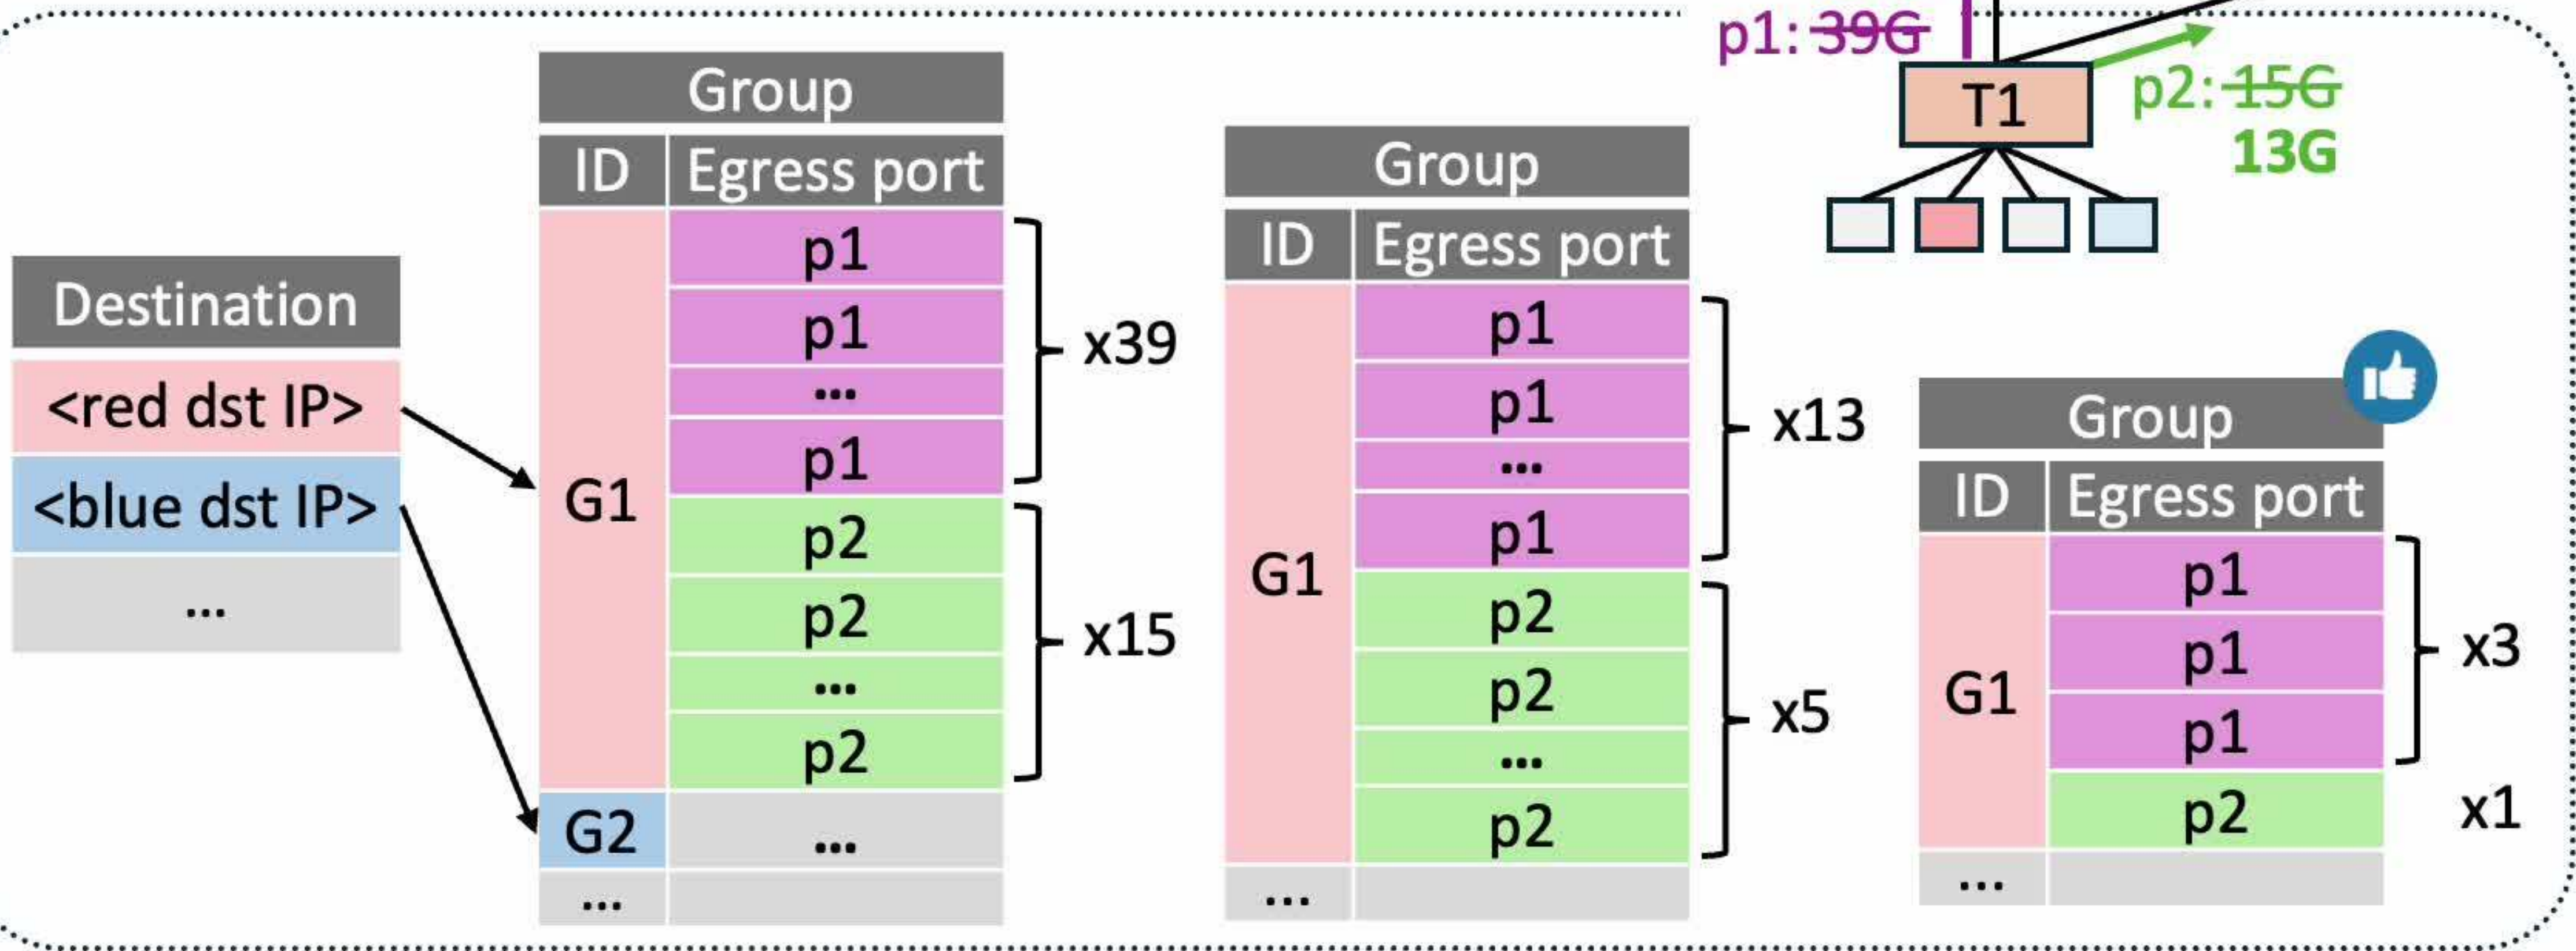 p1: 39G
T1
p2: 15G
13G
Destination
<red dst IP>
<blue dst IP>
...
Group
ID Egress port
G1
p1
p1
...
p1
x39
p2
p2
...
p2
x15
G2 ...
...
Group
ID Egress port
G1
p1
p1
...
p1
x13
p2
p2
...
p2
x5
...
Group
ID Egress port
G1
p1
p1
p1
x3
p2
x1
...